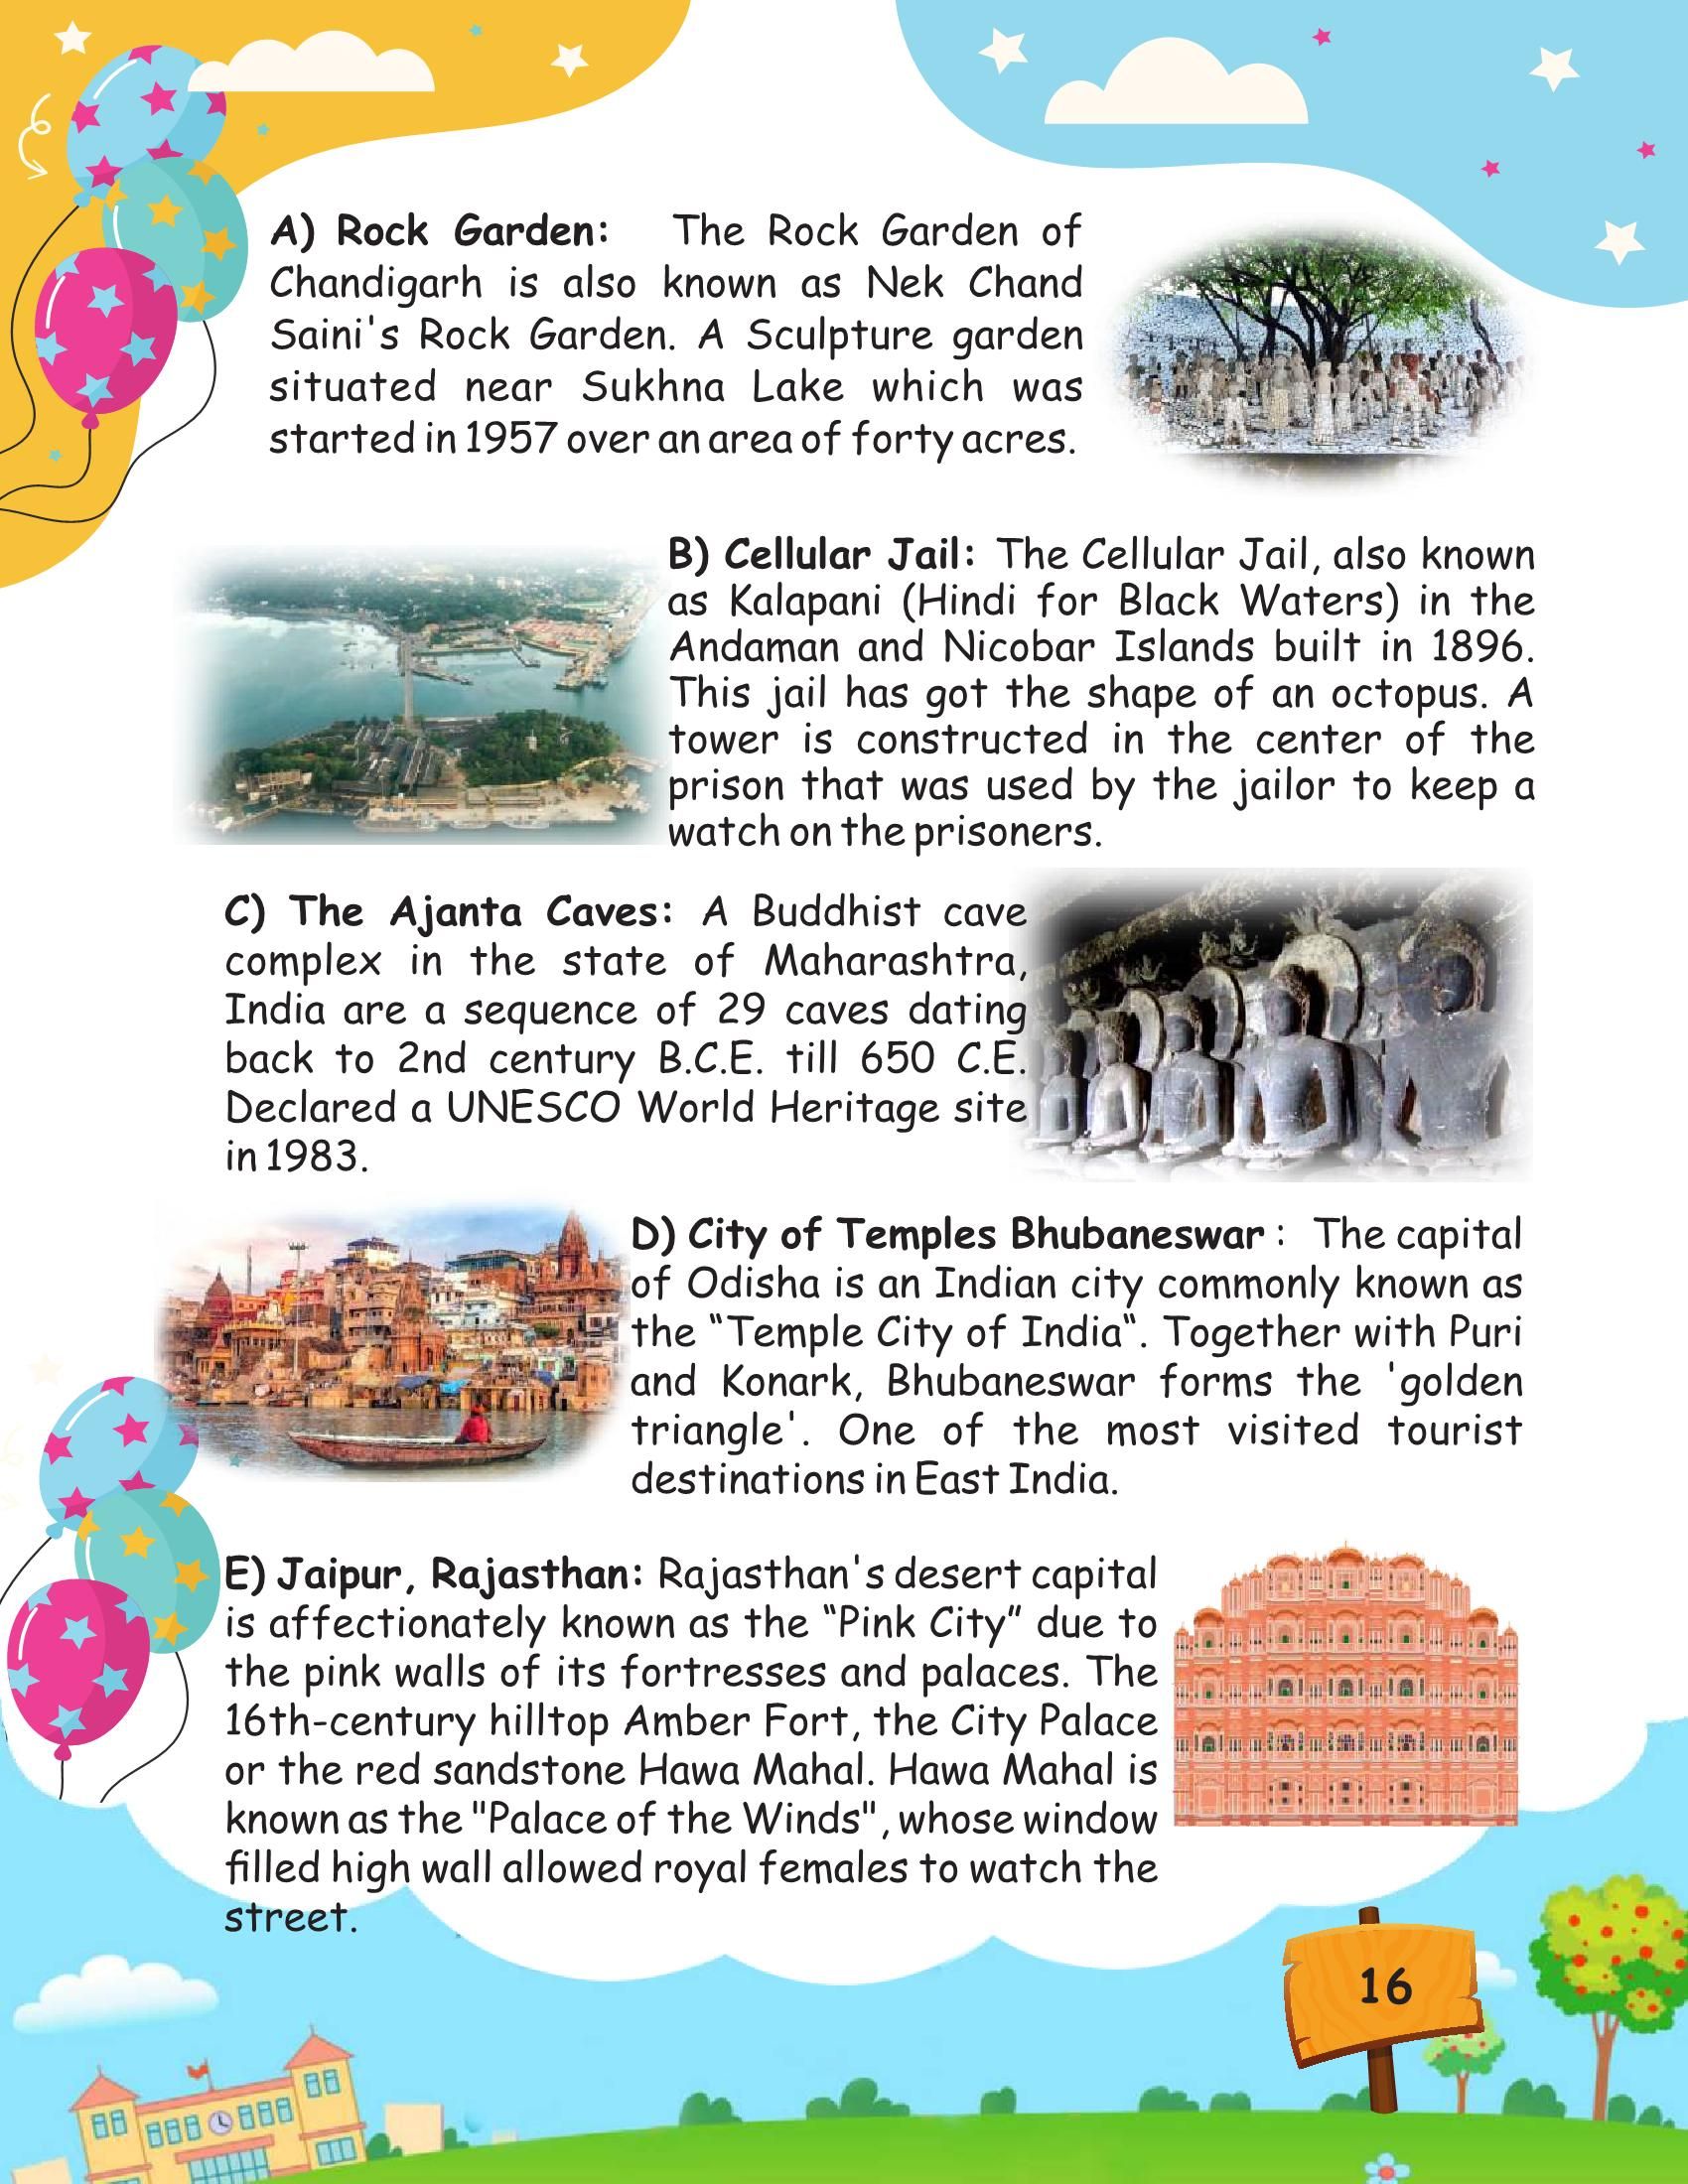 A) Rock Garden: The Rock Garden of
Chandigarh is also known as Nek Chand
Saini's Rock Garden. A Sculpture garden
situated near Sukhna Lake which was
started in 1957 over an area of forty acres.
B) Cellular Jail: The Cellular Jail, also known
as Kalapani (Hindi for Black Waters) in the
Andaman and Nicobar Islands built in 1896.
This jail has got the shape of an octopus. A
tower is constructed in the center of the
prison that was used by the jailor to keep a
watch on the prisoners.
C) The Ajanta Caves: A Buddhist cave
complex in the state of Maharashtra,
India are a sequence of 29 caves dating
back to 2nd century B.C.E. till 650 C.E.
Declared a UNESCO World Heritage site
in 1983.
D) City of Temples Bhubaneswar : The capital
of Odisha is an Indian city commonly known as
the “Temple City of India“. Together with Puri
and Konark, Bhubaneswar forms the 'golden
triangle'. One of the most visited tourist
destinations in East India.
E) Jaipur, Rajasthan: Rajasthan's desert capital
is affectionately known as the “Pink City” due to
the pink walls of its fortresses and palaces. The
16th-century hilltop Amber Fort, the City Palace
or the red sandstone Hawa Mahal. Hawa Mahal is
known as the "Palace of the Winds", whose window
filled high wall allowed royal females to watch the
street.
16